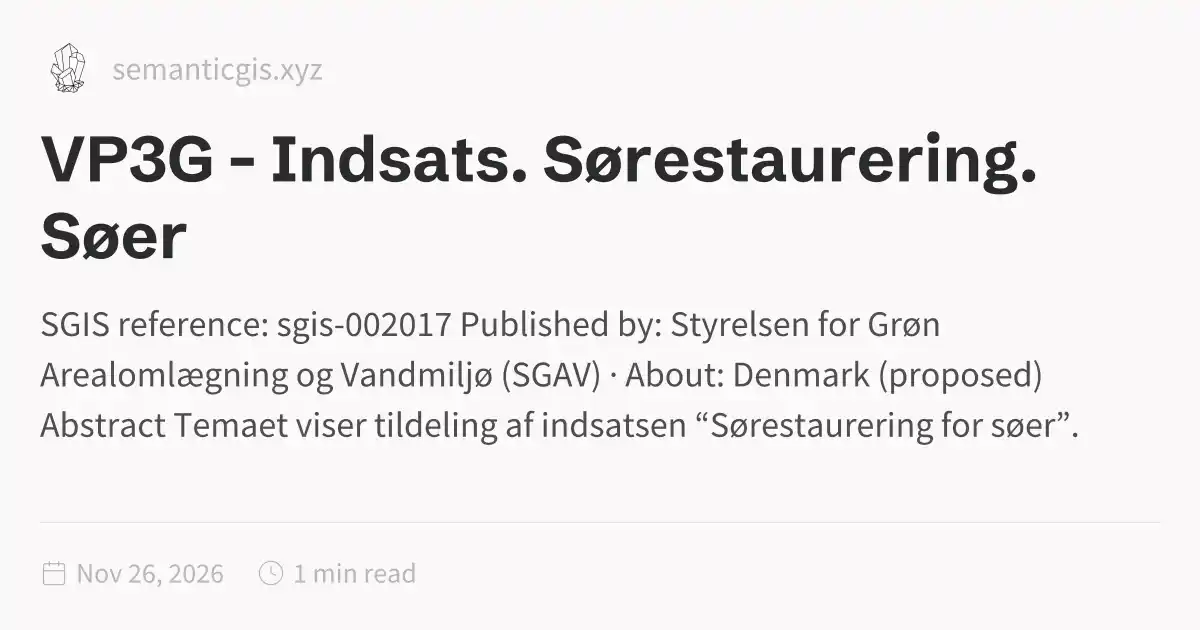 semanticgis.xyz
VP3G - Indsats. Sørestaurering.
Søer
SGIS reference: sgis-002017 Published by: Styrelsen for Grøn
Arealomlægning og Vandmiljø (SGAV) · About: Denmark (proposed)
Abstract Temaet viser tildeling af indsatsen “Sørestaurering for søer”.
Nov 26, 2026 1 min read